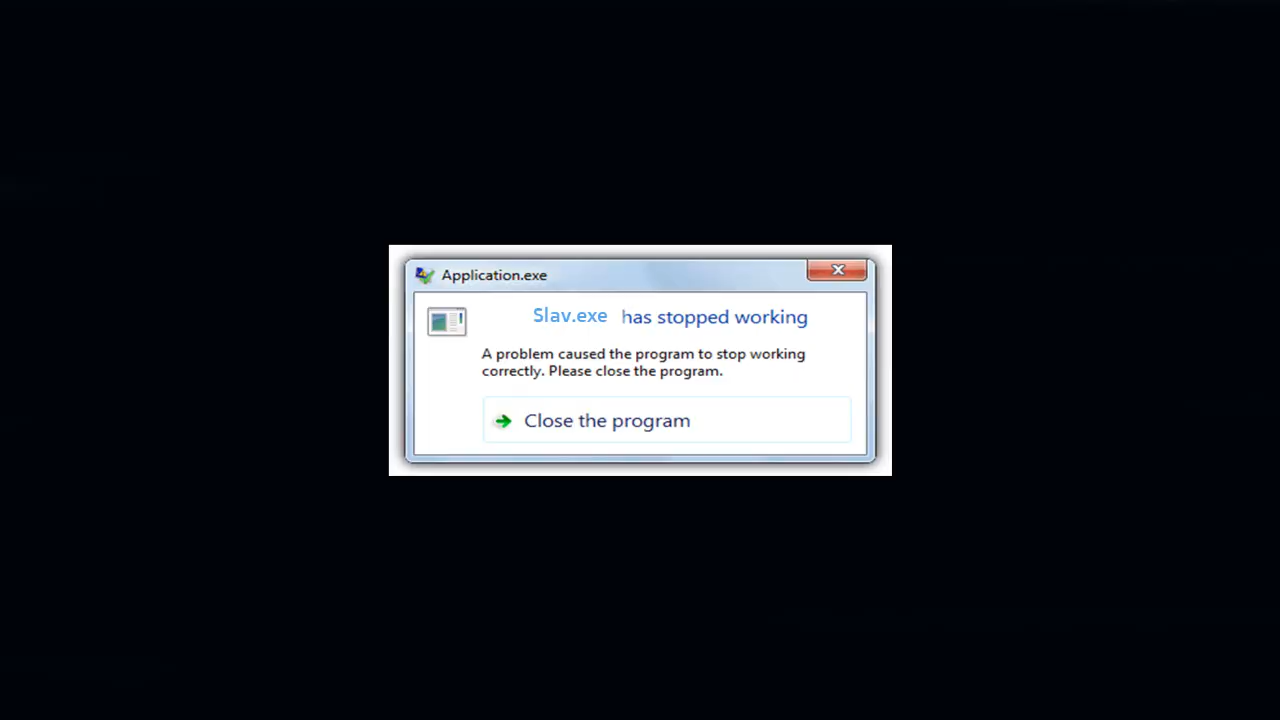 Application.exe
Slav.exe has stopped working
A problem caused the program to stop working
correctly. Please close the program.
Close the program